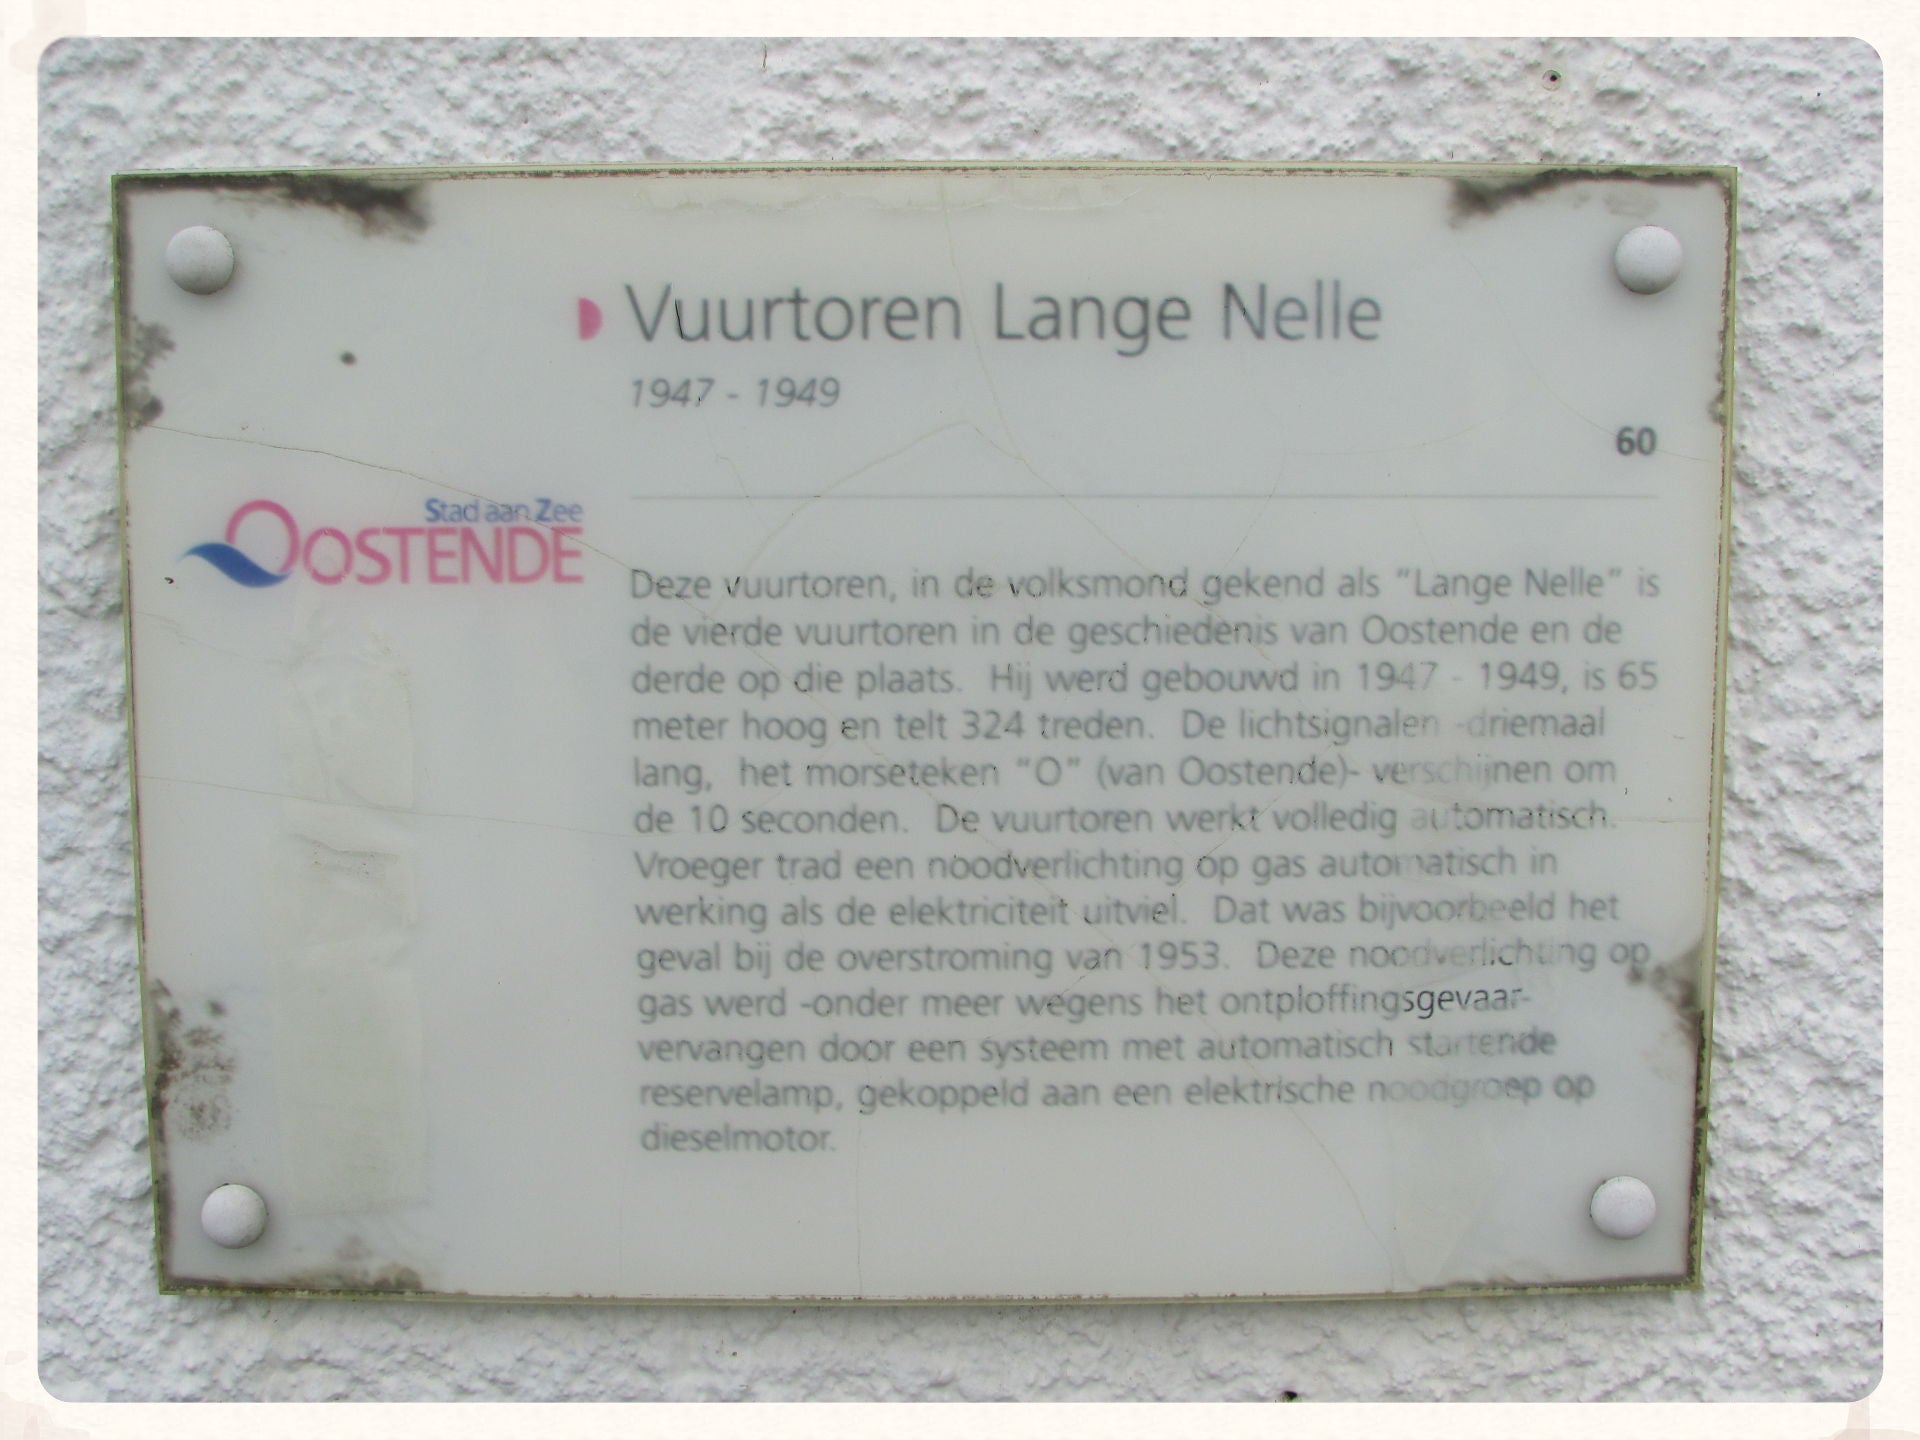 Vuurtoren Lange Nelle
1947 - 1949
60
Stad aan Zee
OOSTENDE
Deze vuurtoren, in de volksmond gekend als "Lange Nelle" is
de vierde vuurtoren in de geschiedenis van Oostende en de
derde op die plaats. Hij werd gebouwd in 1947 - 1949, is 65
meter hoog en telt 324 treden. De lichtsignalen -driemaal
lang, het morseteken "O" (van Oostende)- verschijnen om
de 10 seconden. De vuurtoren werkt volledig automatisch.
Vroeger trad een noodverlichting op gas automatisch in
werking als de elektriciteit uitviel. Dat was bijvoorbeeld het
geval bij de overstroming van 1953. Deze noodverlichting op
gas werd -onder meer wegens het ontploffingsgevaar-
vervangen door een systeem met automatisch startende
reservelamp, gekoppeld aan een elektrische noodgroep op
dieselmotor.